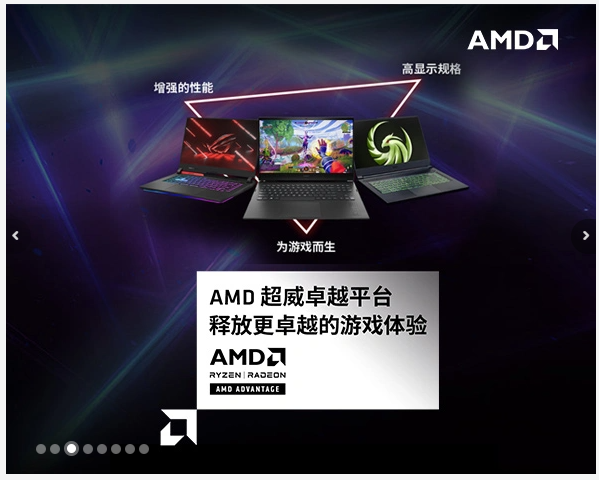 AMD
高显示规格
增强的性能
为游戏而生
AMD 超威卓越平台
释放更卓越的游戏体验
AMD
RYZEN | RADEON
AMD ADVANTAGE